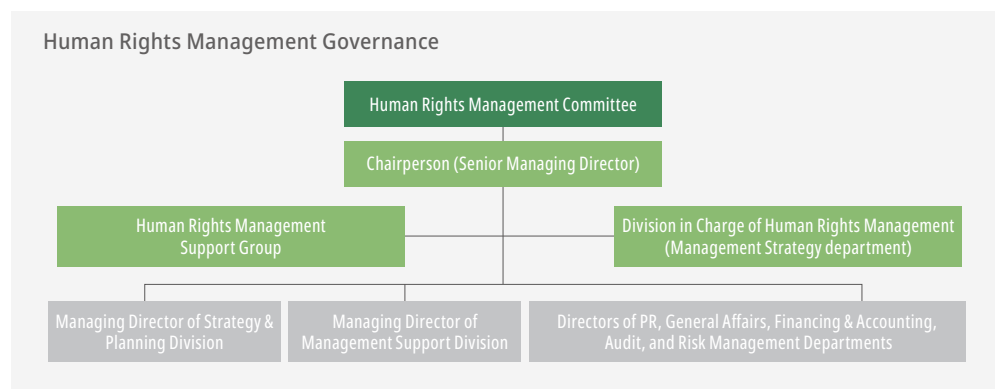 Human Rights Management Governance
Human Rights Management Committee
Chairperson (Senior Managing Director)
Human Rights Management
Support Group
Division in Charge of Human Rights Management
(Management Strategy department)
Managing Director of Strategy &
Planning Division
Managing Director of
Management Support Division
Directors of PR, General Affairs, Financing & Accounting,
Audit, and Risk Management Departments